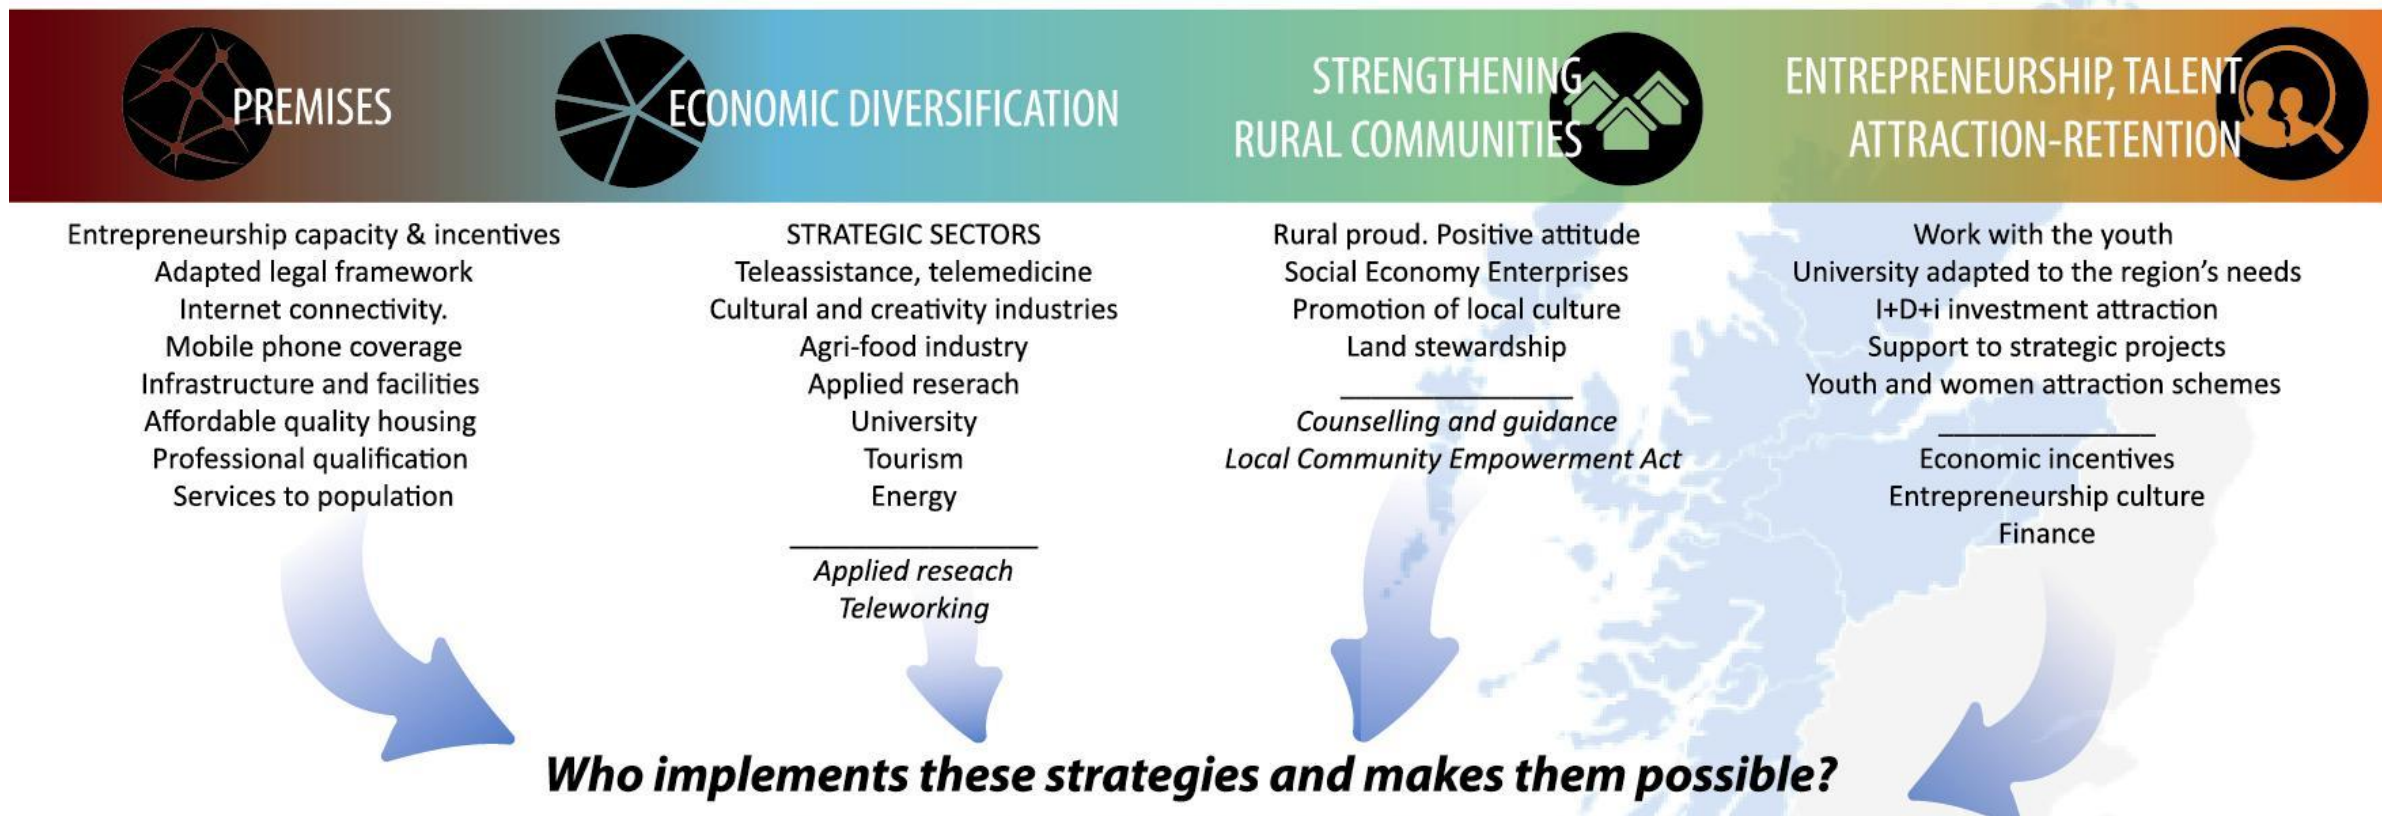 PREMISES
Entrepreneurship capacity & incentives
Adapted legal framework
Internet connectivity.
Mobile phone coverage
Infrastructure and facilities
Affordable quality housing
Professional qualification
Services to population
ECONOMIC DIVERSIFICATION
STRATEGIC SECTORS
Teleassistance, telemedicine
Cultural and creativity industries
Agri-food industry
Applied reserach
University
Tourism
Energy
Applied reseach
Teleworking
STRENGTHENING
RURAL COMMUNITIES
Rural proud. Positive attitude
Social Economy Enterprises
Promotion of local culture
Land stewardship
Counselling and guidance
Local Community Empowerment Act
ENTREPRENEURSHIP, TALENT
ATTRACTION-RETENTION
Work with the youth
University adapted to the region's needs
I+D+i investment attraction
Support to strategic projects
Youth and women attraction schemes
Economic incentives
Entrepreneurship culture
Finance
Who implements these strategies and makes them possible?